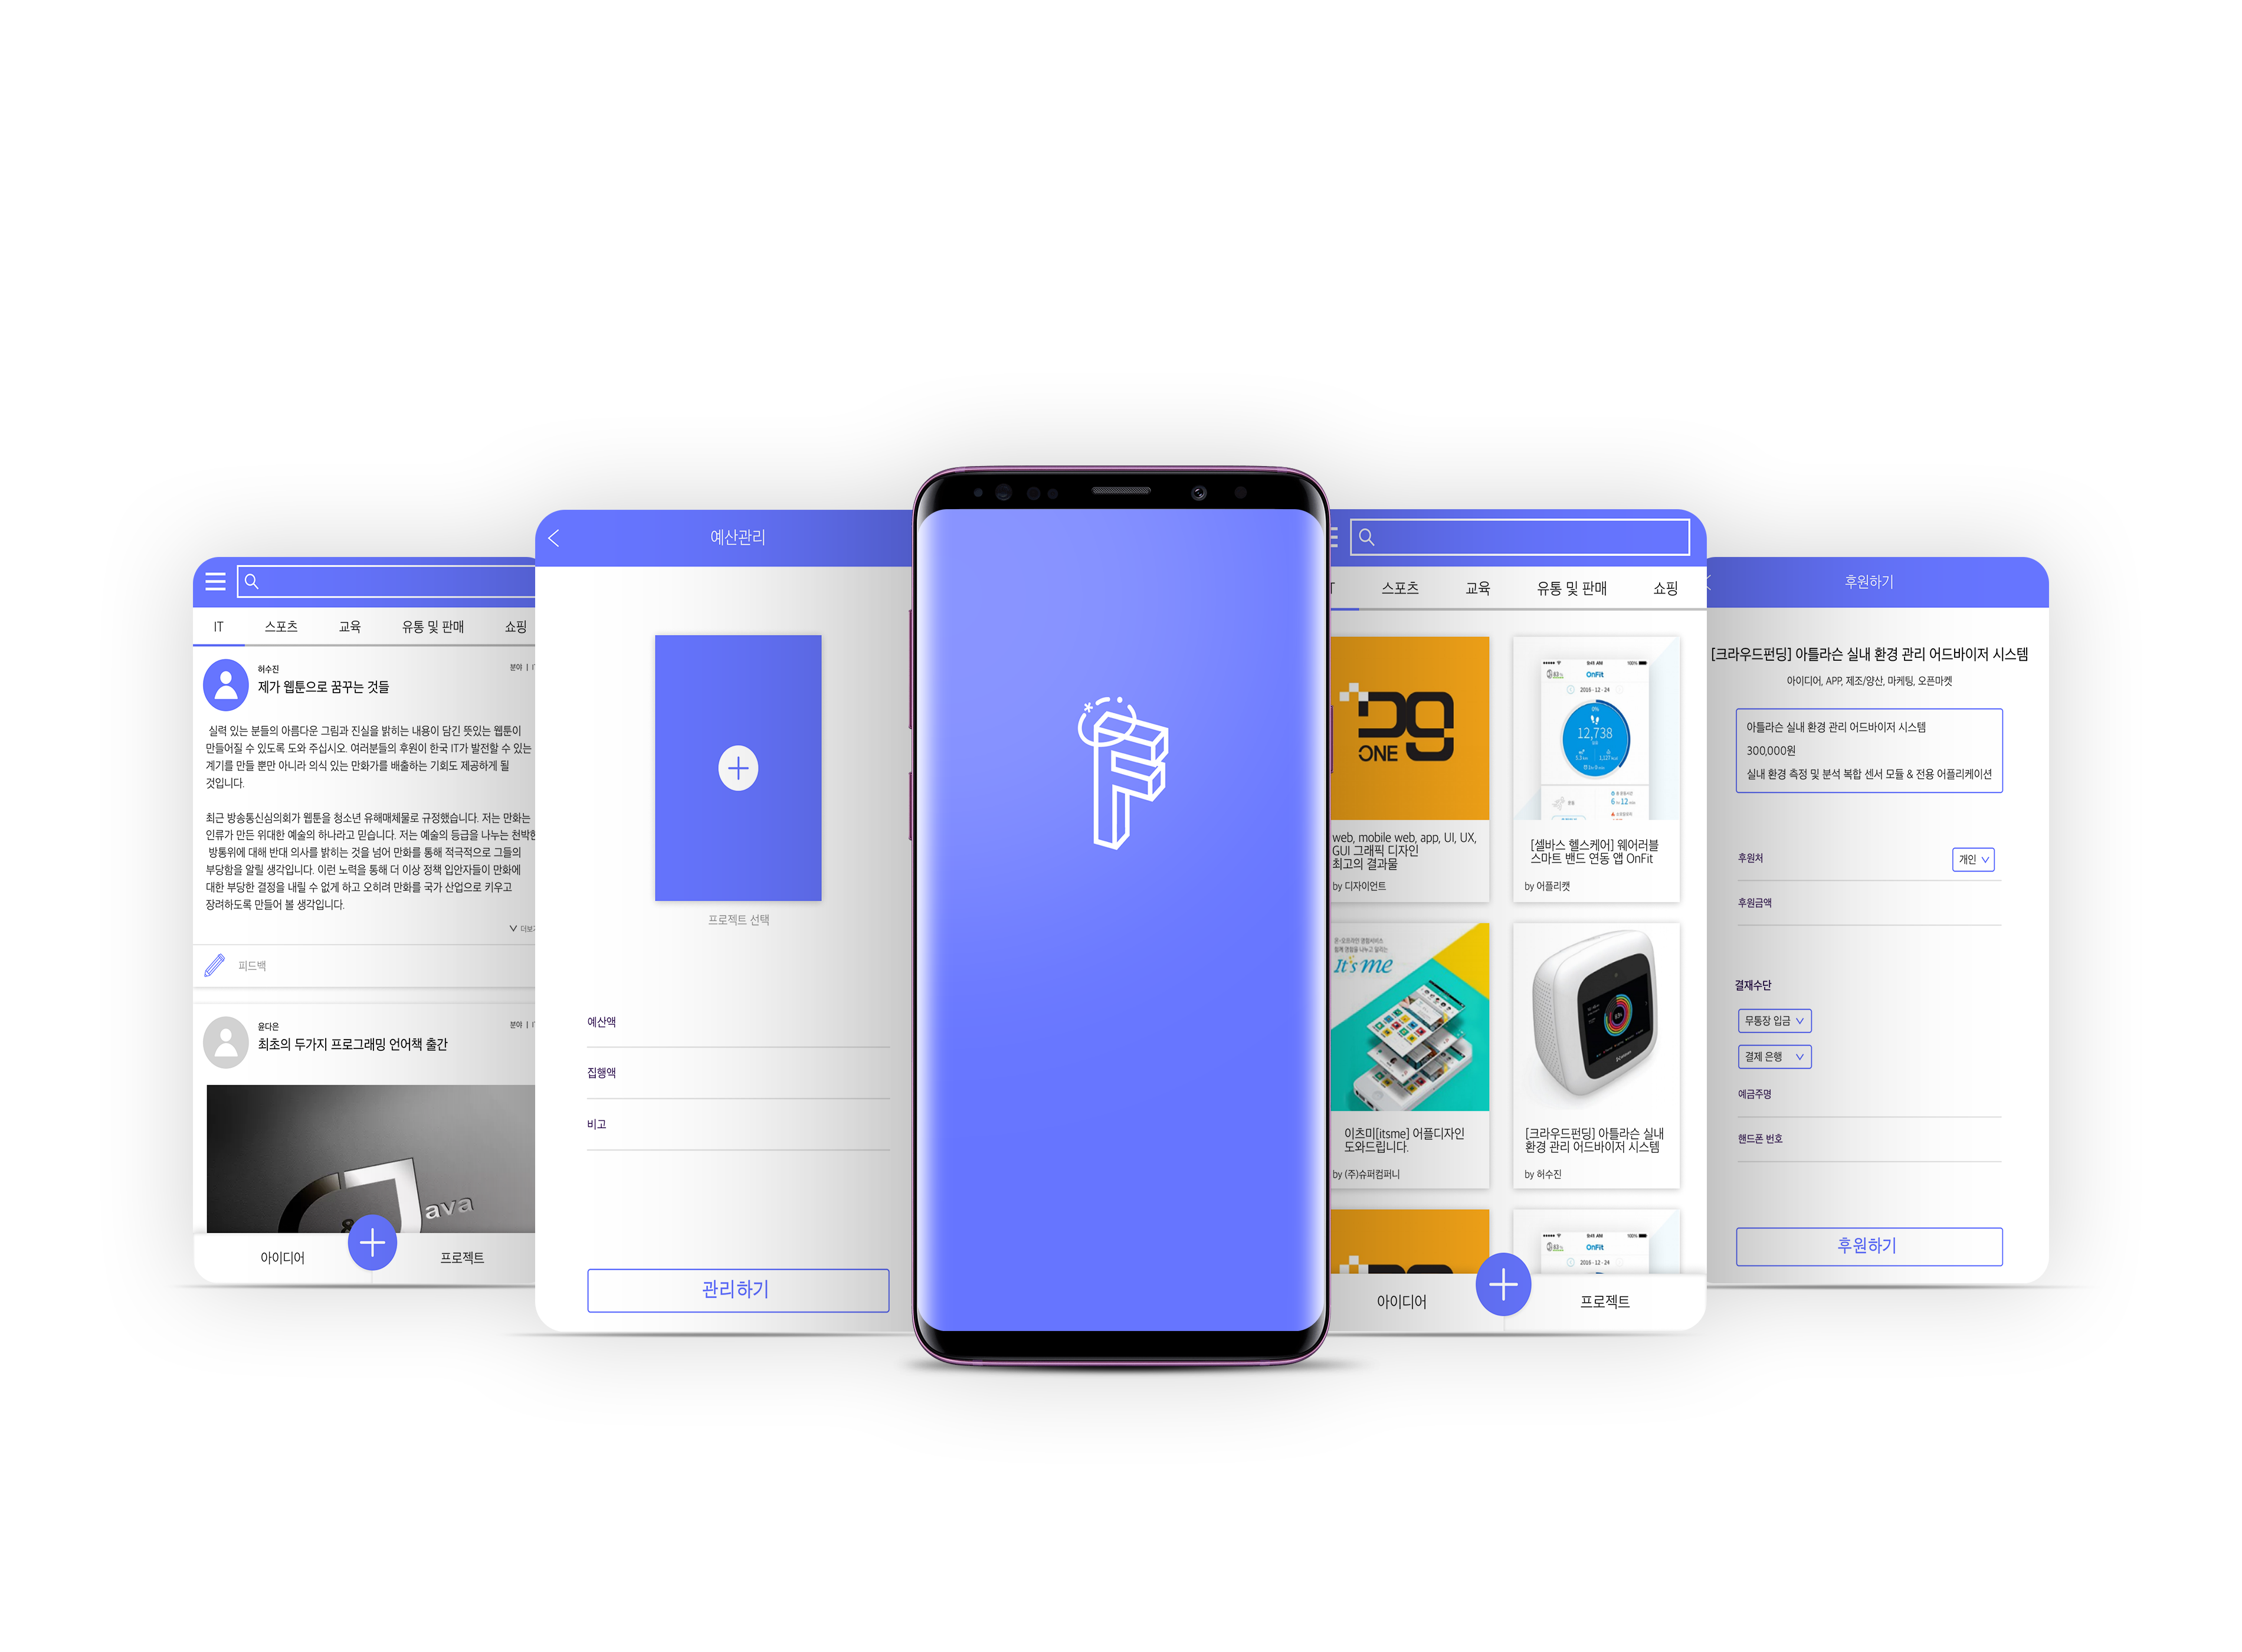 IT 스포츠 교육 유통 및 판매 쇼핑
허수진
분야 | I
제가 웹툰으로 꿈꾸는 것들
실력 있는 분들의 아름다운 그림과 진실을 밝히는 내용이 담긴 뜻있는 웹툰이
만들어질 수 있도록 도와 주십시오. 여러분들의 후원이 한국 IT가 발전할 수 있는
계기를 만들 뿐만 아니라 의식 있는 만화가를 배출하는 기회도 제공하게 될
것입니다.
최근 방송통신심의회가 웹툰을 청소년 유해매체물로 규정했습니다. 저는 만화는
인류가 만든 위대한 예술의 하나라고 믿습니다. 저는 예술의 등급을 나누는 천박한
방통위에 대해 반대 의사를 밝히는 것을 넘어 만화를 통해 적극적으로 그들의
부당함을 알릴 생각입니다. 이런 노력을 통해 더 이상 정책 입안자들이 만화에
대한 부당한 결정을 내릴 수 없게 하고 오히려 만화를 국가 산업으로 키우고
장려하도록 만들어 볼 생각입니다.
더보기
피드백
윤다은
분야 | I
최초의 두가지 프로그래밍 언어책 출간
&
ava
아이디어 프로젝트
예산관리
프로젝트 선택
예산액
집행액
비고
관리하기
F
스포츠 교육 유통 및 판매 쇼핑
ONE
web, mobile web, app, UI, UX,
GUI 그래픽 디자인
최고의 결과물
by 디자이언트
9:41 AM 100%
OnFit
2016 - 12 - 24
0%
12,738
[셀바스 헬스케어] 웨어러블
스마트 밴드 연동 앱 OnFit
by 어플리캣
It's me
이츠미[itsme] 어플디자인
도와드립니다.
by (주)슈퍼컴퍼니
[크라우드펀딩] 아틀라슨 실내
환경 관리 어드바이저 시스템
by 허수진
9:41 AM 100%
OnFit
2016 - 12 - 24
아이디어 프로젝트
후원하기
[크라우드펀딩] 아틀라슨 실내 환경 관리 어드바이저 시스템
아이디어, APP, 제조/양산, 마케팅, 오픈마켓
아틀라슨 실내 환경 관리 어드바이저 시스템
300,000원
실내 환경 측정 및 분석 복합 센서 모듈 & 전용 어플리케이션
후원처 개인
후원금액
결재수단
무통장 입금
결제 은행
예금주명
핸드폰 번호
후원하기